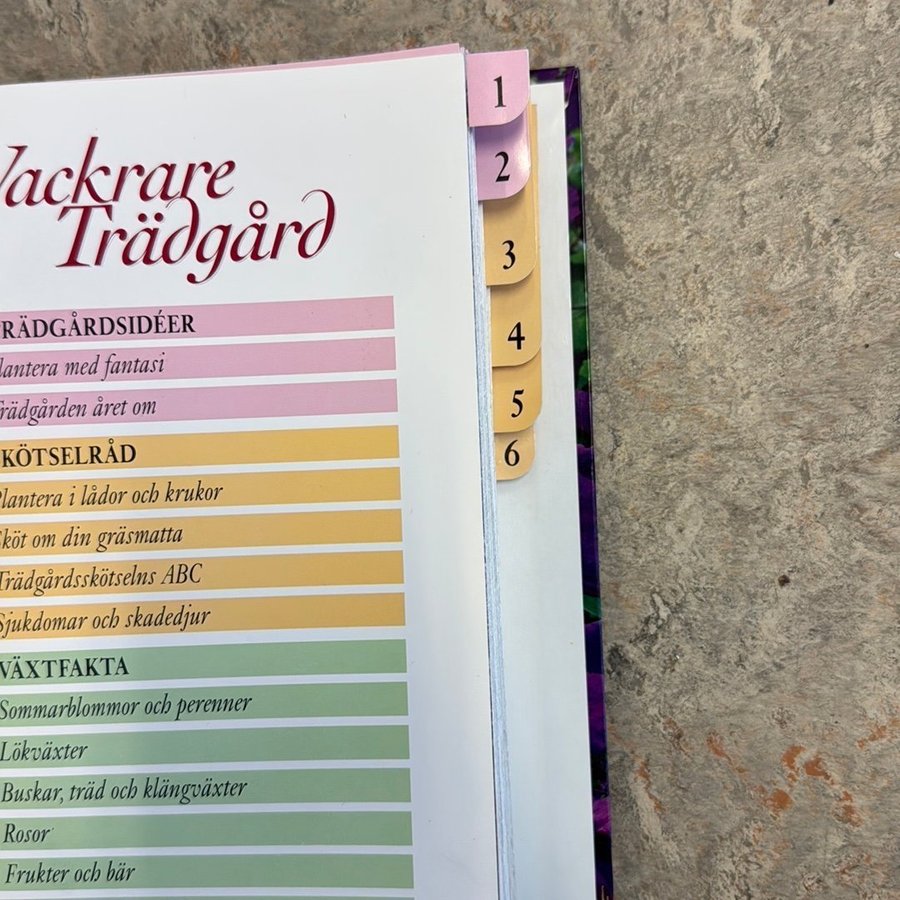 Vackrare
Trädgård
RÄDGÅRDSIDÉER
lantera med fantasi
rädgården året om
KÖTSELRÅD
lantera i lådor och krukor
köt om din gräsmatta
Trädgårdsskötselns ABC
Sjukdomar och skadedjur
VÄXTFAKTA
Sommarblommor och perenner
Lökväxter
Buskar, träd och klängväxter
Rosor
Frukter och bär
1
2
3
4
5
6